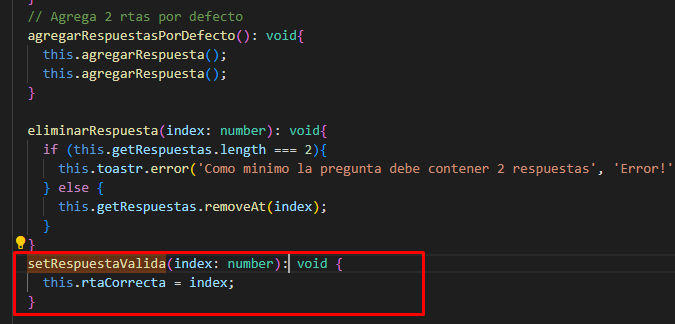 }
// Agrega 2 rtas por defecto
agregarRespuestasPorDefecto(): void{
this.agregarRespuesta();
this.agregarRespuesta();
}
eliminarRespuesta(index: number): void{
if (this.getRespuestas.length === 2){
this.toastr.error('Como minimo la pregunta debe contener 2 respuestas', 'Error!'
} else {
this.getRespuestas.removeAt(index);
}
}
setRespuestaValida(index: number): void {
this.rtaCorrecta = index;
}